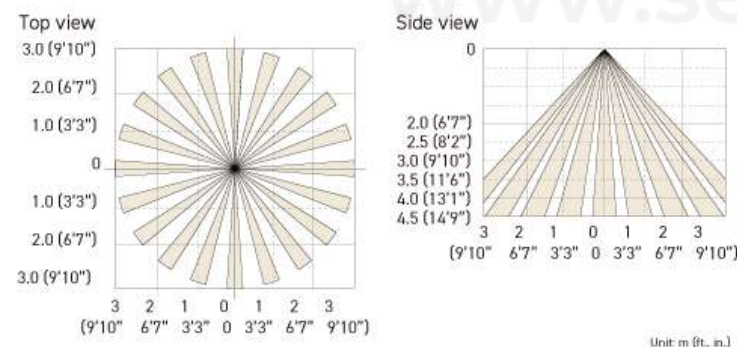 Top view
3.0 (9'10")
2.0 (6'7")
1.0 (3'3")
0
1.0 (3'3")
2.0 (6'7")
3.0 (9'10")
3 2 1 0 1 2 3
(9'10" 6'7" 3'3" 0 3'3" 6'7" 9'10")
Side view
0
2.0 (6'7")
2.5 (8'2")
3.0 (9'10")
3.5 (11'6")
4.0 (13'1")
4.5 (14'9")
3 2 1 0 1 2 3
(9'10" 6'7" 3'3" 0 3'3" 6'7" 9'10")
Unit: m (ft., in.)
www.se